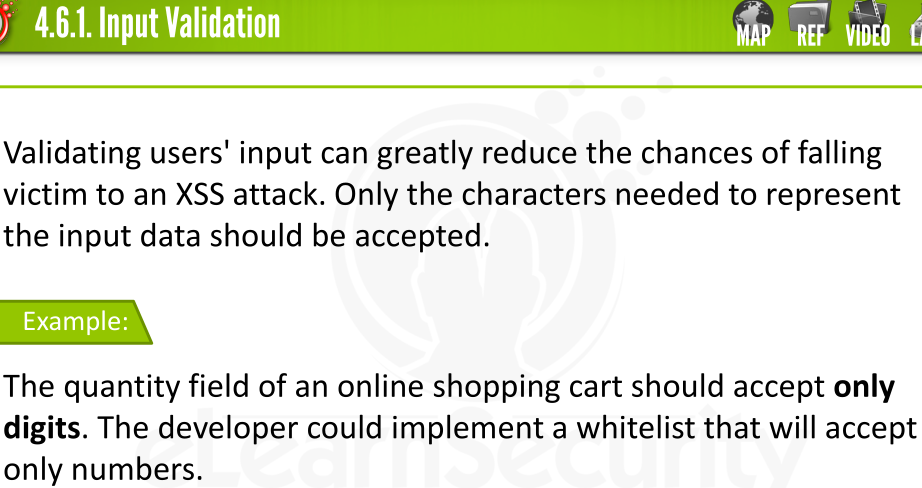 4.6.1. Input Validation
MAP REF VIDEO
Validating users' input can greatly reduce the chances of falling
victim to an XSS attack. Only the characters needed to represent
the input data should be accepted.
Example:
The quantity field of an online shopping cart should accept only
digits. The developer could implement a whitelist that will accept
only numbers.
eLearnSecurity